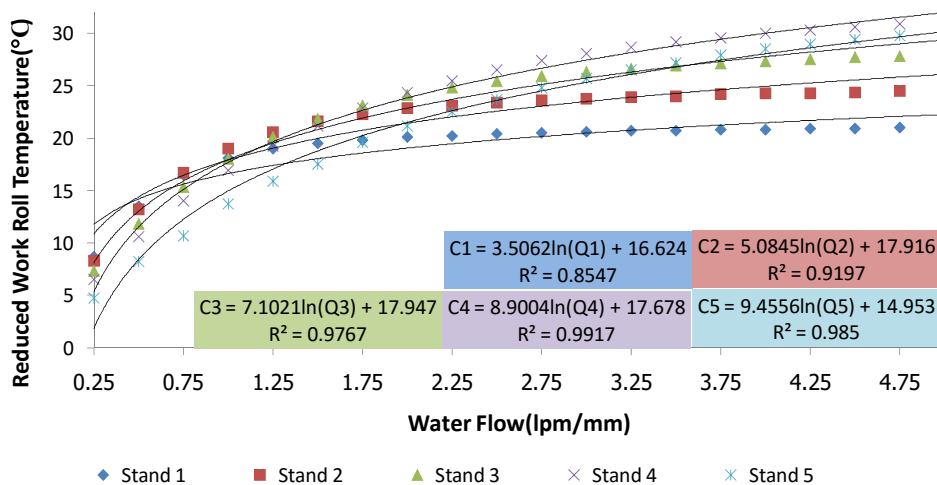 Reduced Work Roll Temperature(°C)
30
25
20
15
10
5
0
C1 = 3.5062ln(Q1) + 16.624
R² = 0.8547
C2 = 5.0845ln(Q2) + 17.916
R² = 0.9197
C3 = 7.1021ln(Q3) + 17.947
R² = 0.9767
C4 = 8.9004ln(Q4) + 17.678
R² = 0.9917
C5 = 9.4556ln(Q5) + 14.953
R² = 0.985
0.25 0.75 1.25 1.75 2.25 2.75 3.25 3.75 4.25 4.75
Water Flow(lpm/mm)
Stand 1 Stand 2 Stand 3 Stand 4 Stand 5